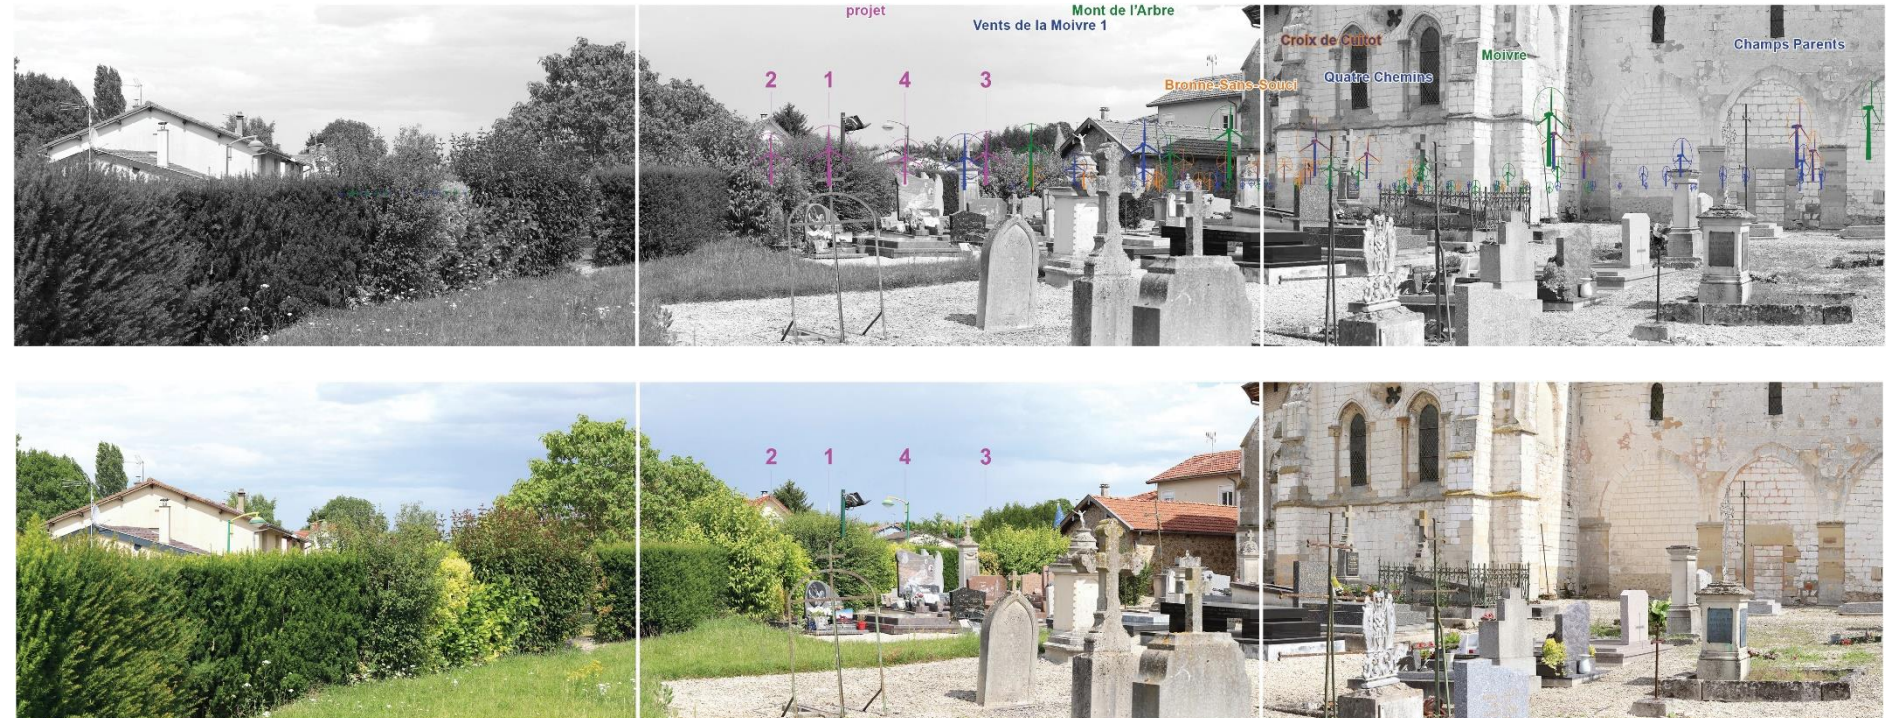 projet
Mont de l'Arbre
Vents de la Moivre 1
Croix de Cuitot
Champs Parents
Moivre
Quatre Chemins
Bronne-Sans-Souci
2 1 4 3
2 1 4 3